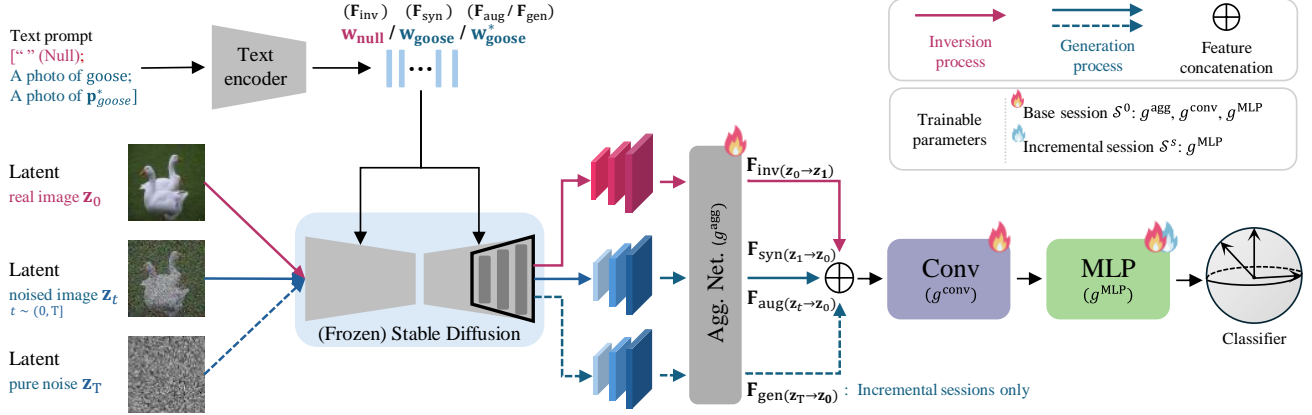 (F_inv) (F_syn) (F_aug / F_gen)
w_null / w_goose / w*_goose
Text prompt
[“ ” (Null);
A photo of goose;
A photo of p*_goose]
Text
encoder
...
Inversion
process
Generation
process
Feature
concatenation
Trainable
parameters
Base session 𝒮^0: g^agg, g^conv, g^MLP
Incremental session 𝒮^s: g^MLP
Latent
real image z_0
Latent
noised image z_t
t ~ (0, T]
Latent
pure noise z_T
(Frozen) Stable Diffusion
Agg. Net. (g^agg)
F_inv(z_0→z_1)
F_syn(z_1→z_0)
F_aug(z_t→z_0)
F_gen(z_T→z_0) : Incremental sessions only
Conv
(g^conv)
MLP
(g^MLP)
Classifier